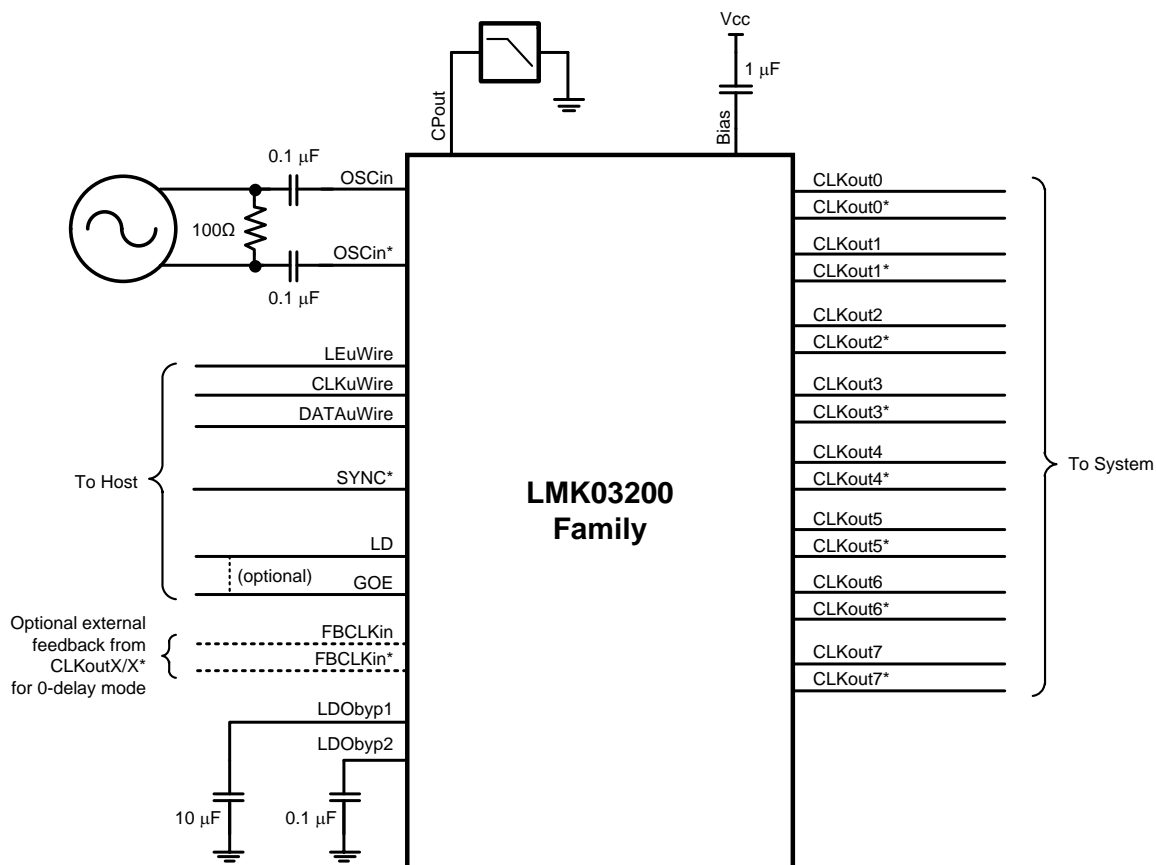 Vcc
1 μF
CPout
Bias
0.1 μF
OSCin
100Ω
OSCin*
0.1 μF
LEuWire
CLKuWire
DATAuWire
To Host
SYNC*
LD
(optional)
GOE
Optional external
feedback from
CLKoutX/X*
for 0-delay mode
FBCLKin
FBCLKin*
LDObyp1
LDObyp2
10 μF
0.1 μF
LMK03200
Family
CLKout0
CLKout0*
CLKout1
CLKout1*
CLKout2
CLKout2*
CLKout3
CLKout3*
CLKout4
CLKout4*
CLKout5
CLKout5*
CLKout6
CLKout6*
CLKout7
CLKout7*
To System